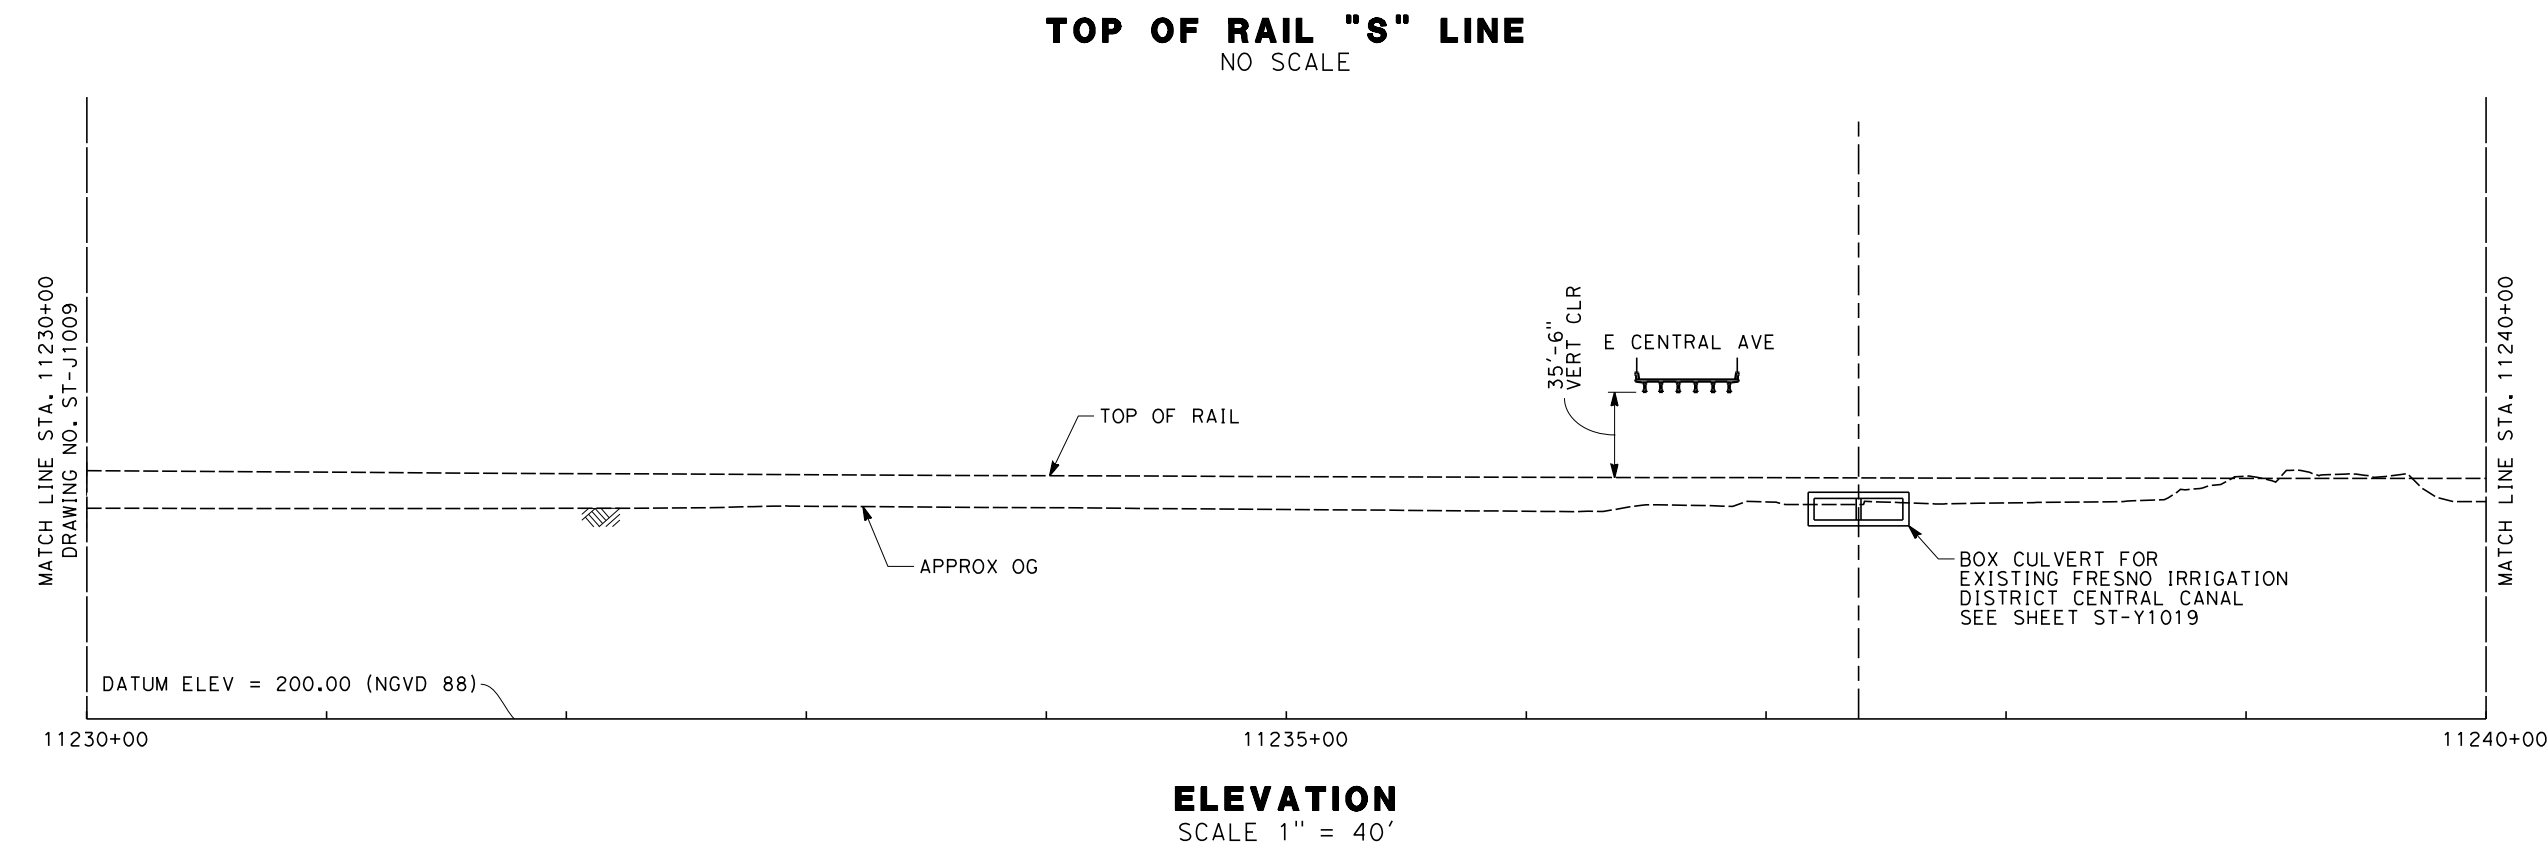 TOP OF RAIL "S" LINE
NO SCALE
MATCH LINE STA. 11230+00
DRAWING NO. ST-J1009
35'-6"
VERT CLR
E CENTRAL AVE
TOP OF RAIL
APPROX OG
BOX CULVERT FOR
EXISTING FRESNO IRRIGATION
DISTRICT CENTRAL CANAL
SEE SHEET ST-Y1019
MATCH LINE STA. 11240+00
DATUM ELEV = 200.00 (NGVD 88)
11230+00
11235+00
11240+00
ELEVATION
SCALE 1" = 40'